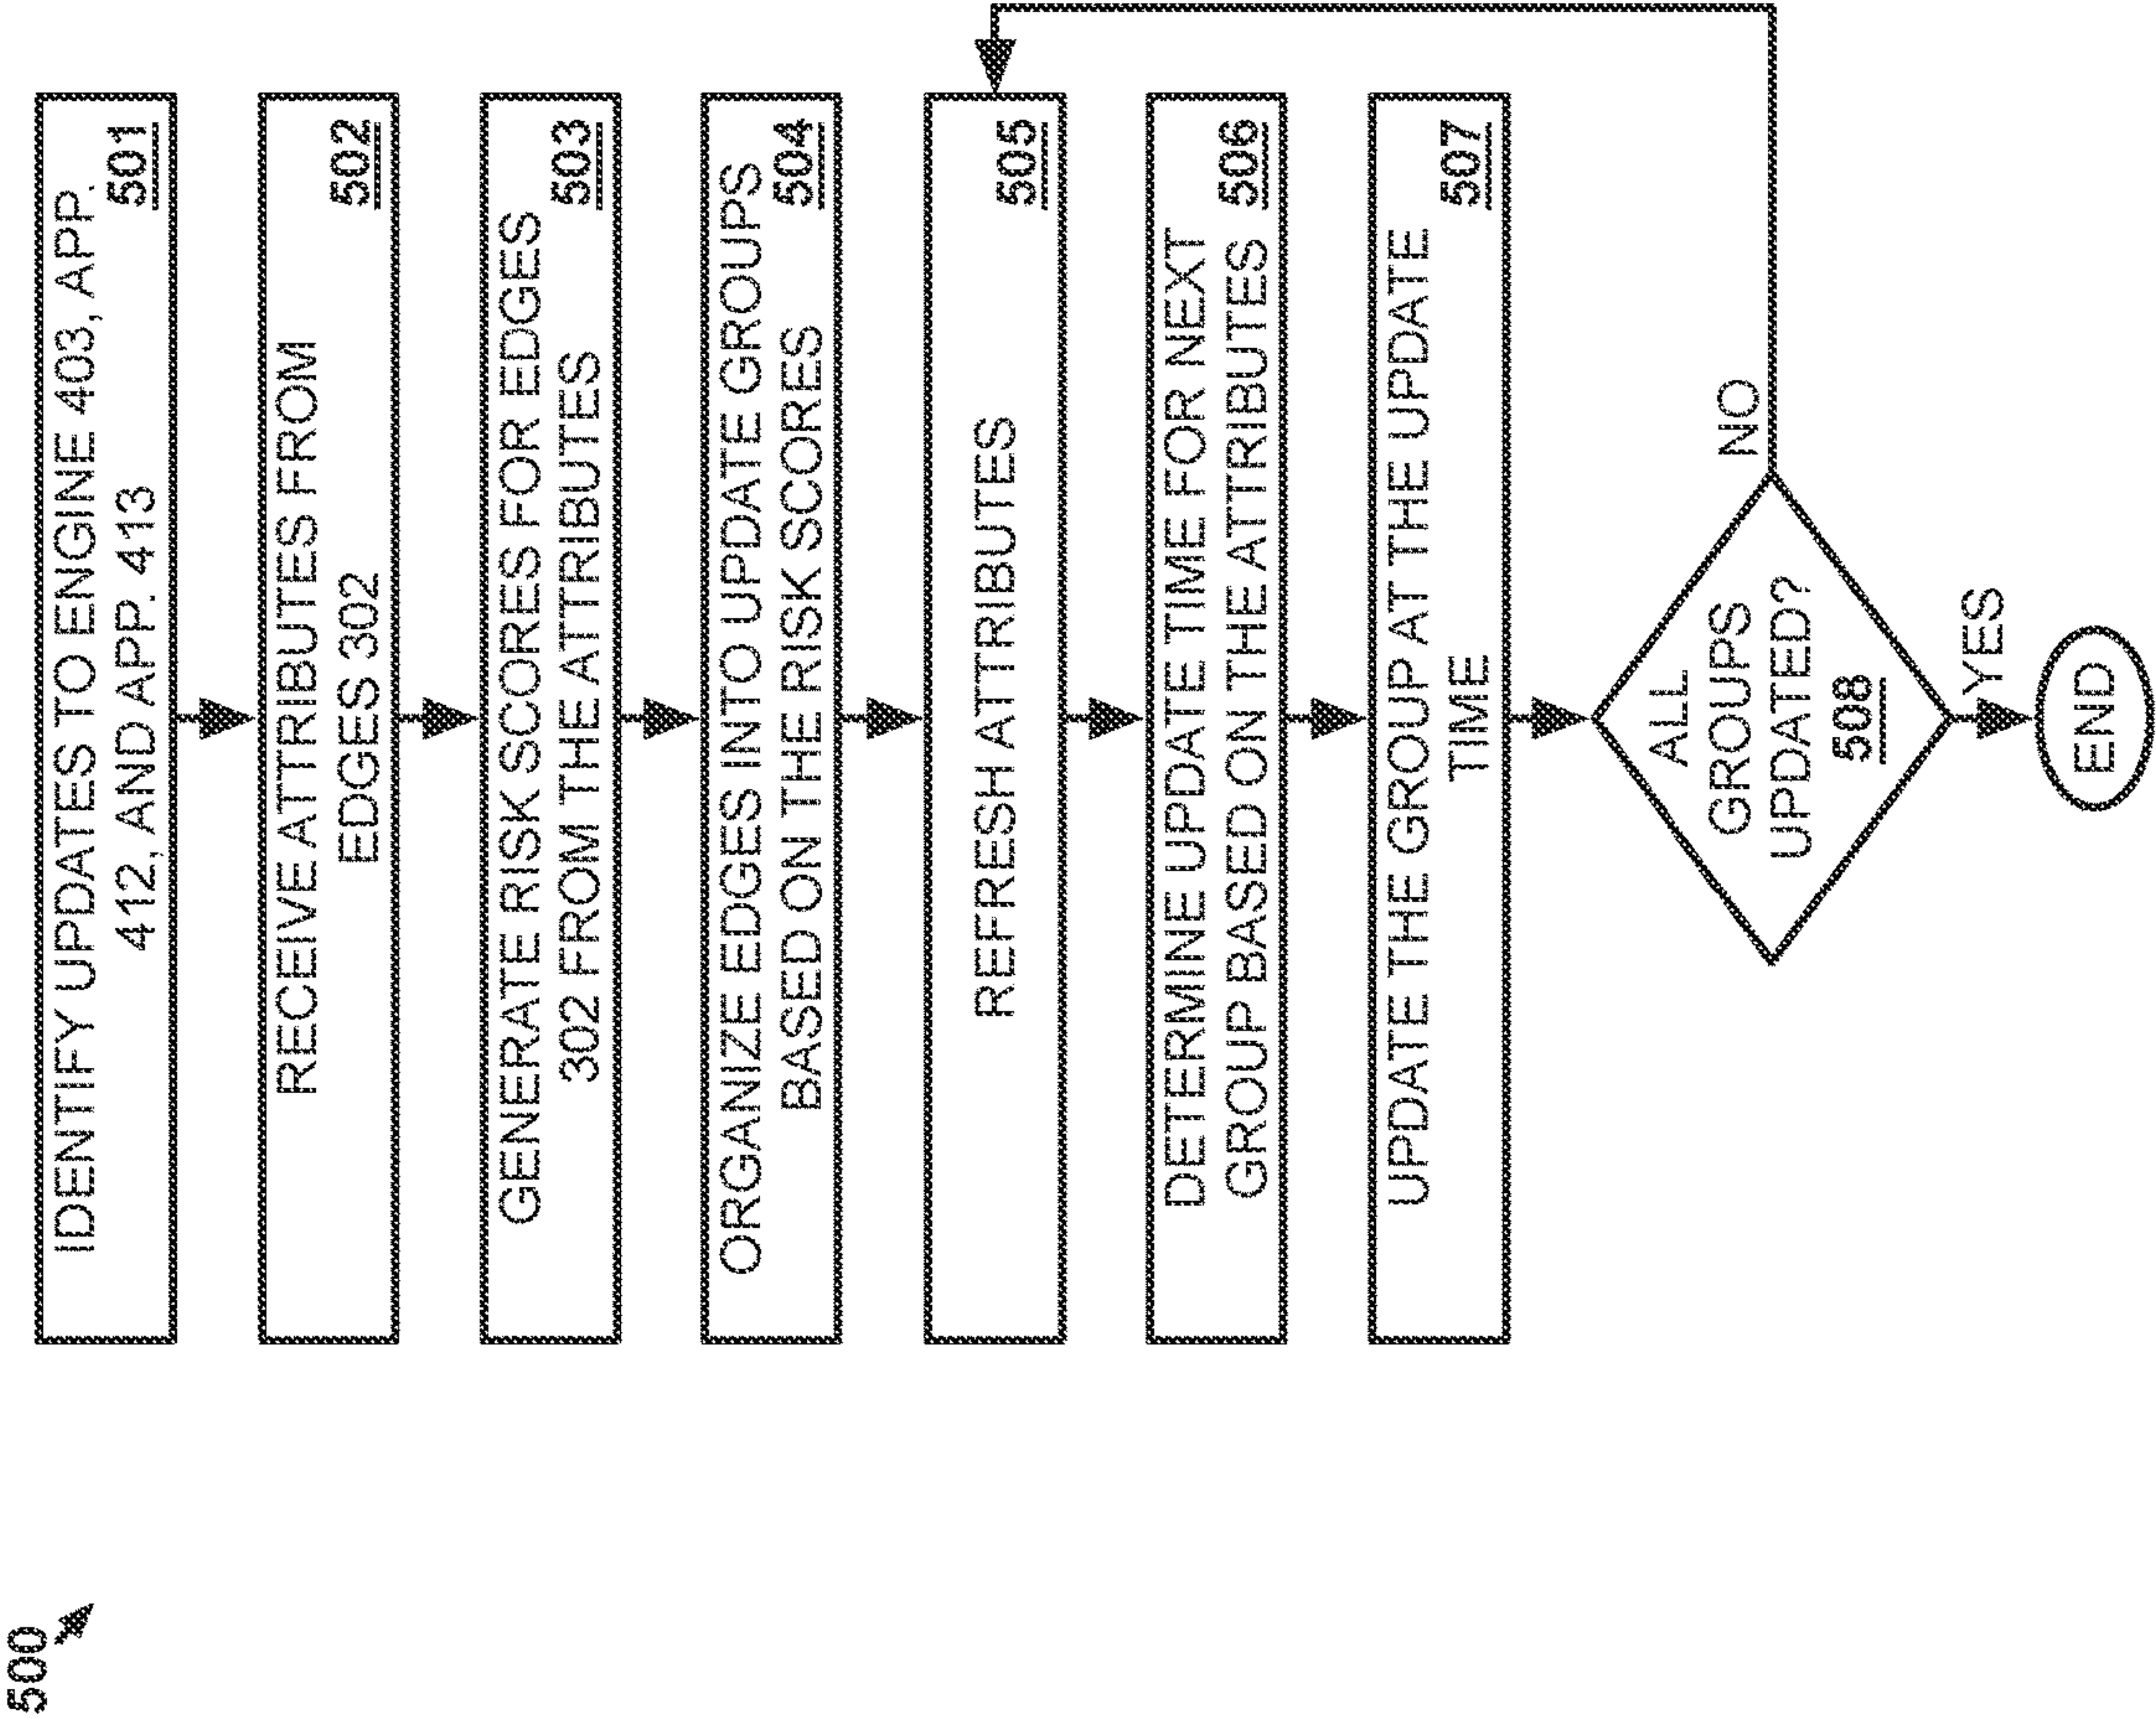 500
IDENTIFY UPDATES TO ENGINE 403, APP.
412, AND APP. 413
501
RECEIVE ATTRIBUTES FROM
EDGES 302
502
GENERATE RISK SCORES FOR EDGES
302 FROM THE ATTRIBUTES
503
ORGANIZE EDGES INTO UPDATE GROUPS
BASED ON THE RISK SCORES
504
REFRESH ATTRIBUTES
505
DETERMINE UPDATE TIME FOR NEXT
GROUP BASED ON THE ATTRIBUTES
506
UPDATE THE GROUP AT THE UPDATE
TIME
507
ALL
GROUPS
UPDATED?
508
NO
YES
END